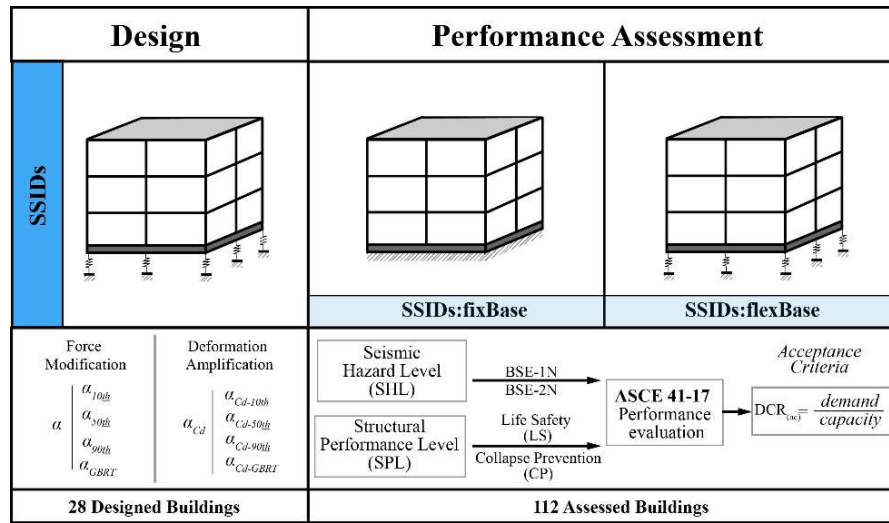 Design
Performance Assessment
SSIDs
SSIDs:fixBase
SSIDs:flexBase
Force
Modification
α
α10th
α50th
α90th
αGBRT
Deformation
Amplification
αCd
αCd-10th
αCd-50th
αCd-90th
αCd-GBRT
Seismic
Hazard Level
(SHL)
Structural
Performance Level
(SPL)
BSE-1N
BSE-2N
Life Safety
(LS)
Collapse Prevention
(CP)
ASCE 41-17
Performance
evaluation
Acceptance
Criteria
DCR(ac)= demand
capacity
28 Designed Buildings
112 Assessed Buildings